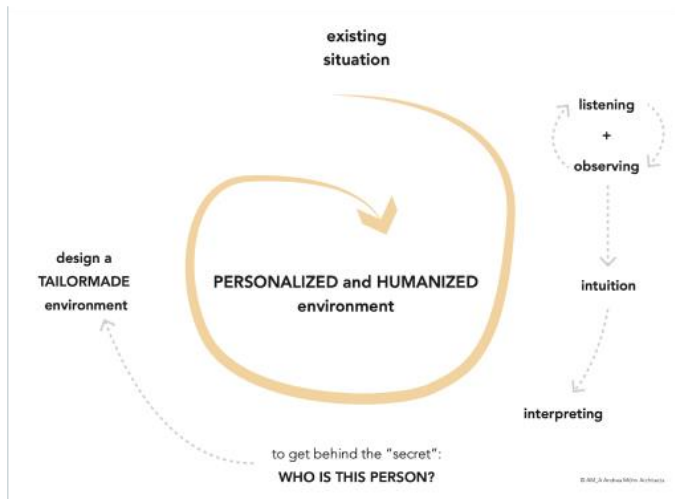 existing
situation
listening
+
observing
intuition
interpreting
to get behind the “secret”:
WHO IS THIS PERSON?
design a
TAILORMADE
environment
PERSONALIZED and HUMANIZED
environment